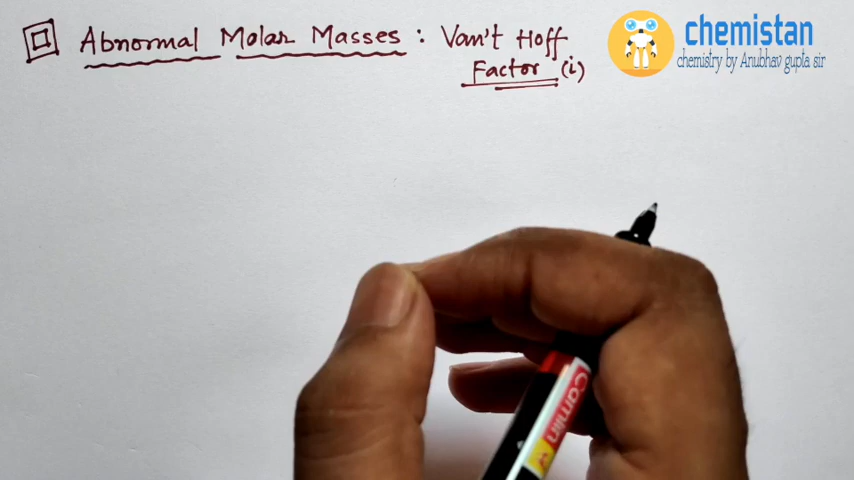 Abnormal Molar Masses : Van't Hoff
Factor (i)
chemistan
chemistry by Anubhav gupta sir
Camlin